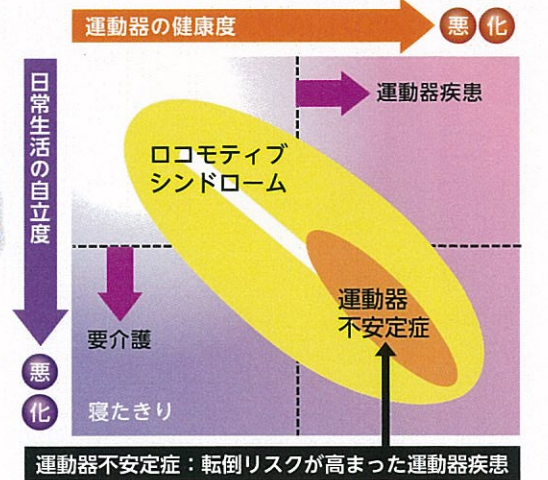 運動器の健康度
悪化
日常生活の自立度
悪化
運動器疾患
ロコモティブ
シンドローム
要介護
運動器
不安定症
寝たきり
運動器不安定症：転倒リスクが高まった運動器疾患